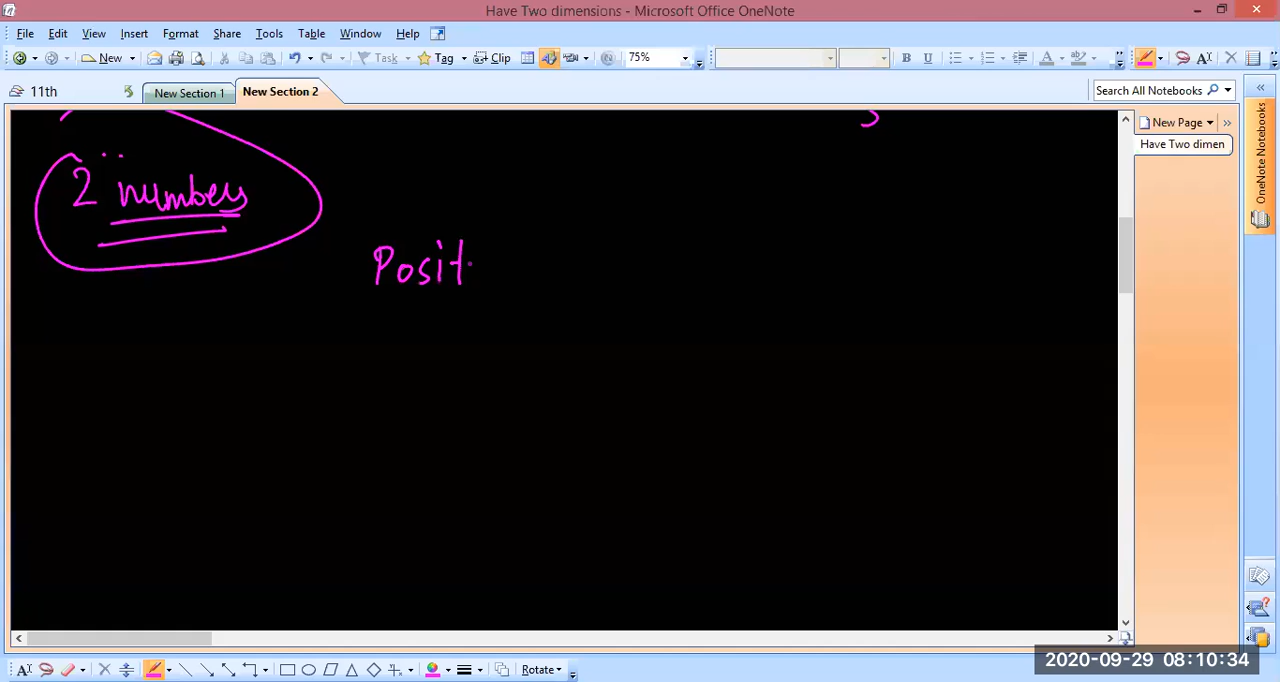 Have Two dimensions - Microsoft Office OneNote
File Edit View Insert Format Share Tools Table Window Help
New Task Tag Clip 75% B U A ab A
11th New Section 1 New Section 2 Search All Notebooks
New Page
Have Two dimen
OneNote Notebooks
2 numbers
Posit
2020-09-29 08:10:34
A Rotate